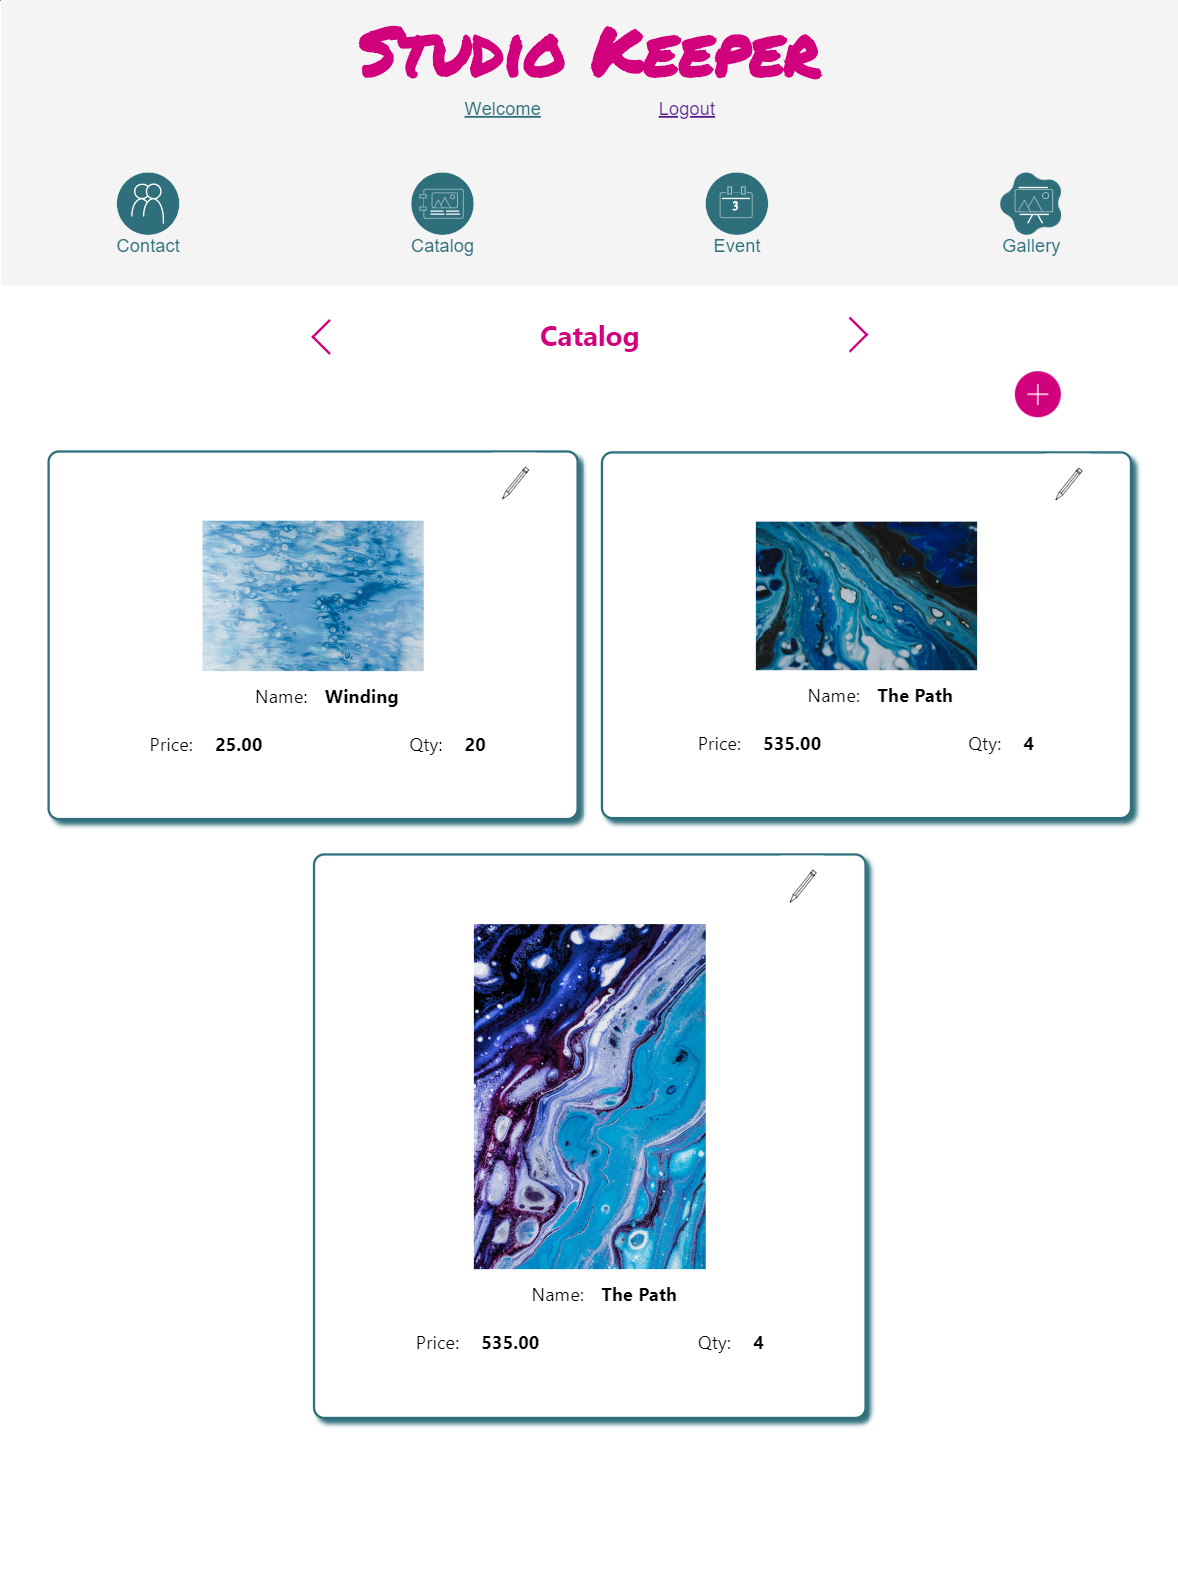 Studio Keeper
Welcome Logout
3
Contact Catalog Event Gallery
Catalog
Name: Winding
Price: 25.00 Qty: 20
Name: The Path
Price: 535.00 Qty: 4
Name: The Path
Price: 535.00 Qty: 4